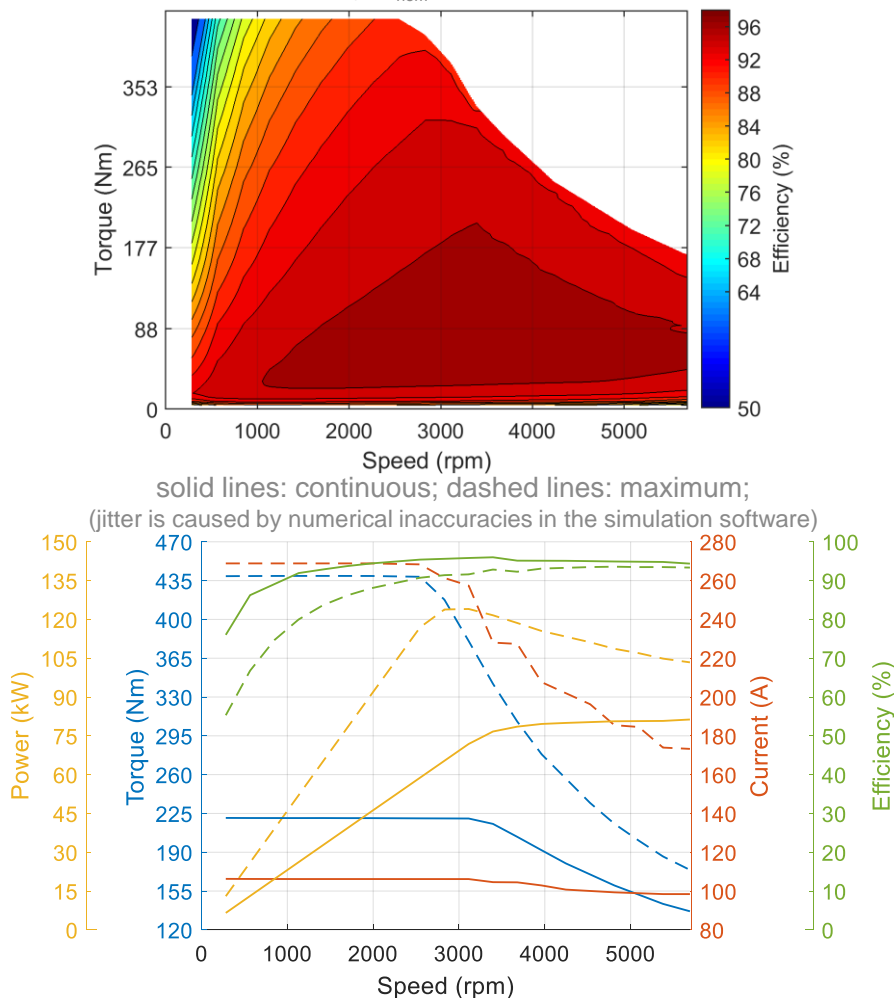 96
92
88
84
80
76
72
68
64
50
Efficiency (%)
353
265
177
88
0
Torque (Nm)
0 1000 2000 3000 4000 5000
Speed (rpm)
solid lines: continuous; dashed lines: maximum;
(jitter is caused by numerical inaccuracies in the simulation software)
150 470 280 100
135 435 260 90
120 400 240 80
105 365 220 70
90 330 200 60
75 295 180 50
60 260 160 40
45 225 140 30
30 190 120 20
15 155 100 10
0 120 80 0
Power (kW)
Torque (Nm)
Current (A)
Efficiency (%)
0 1000 2000 3000 4000 5000
Speed (rpm)